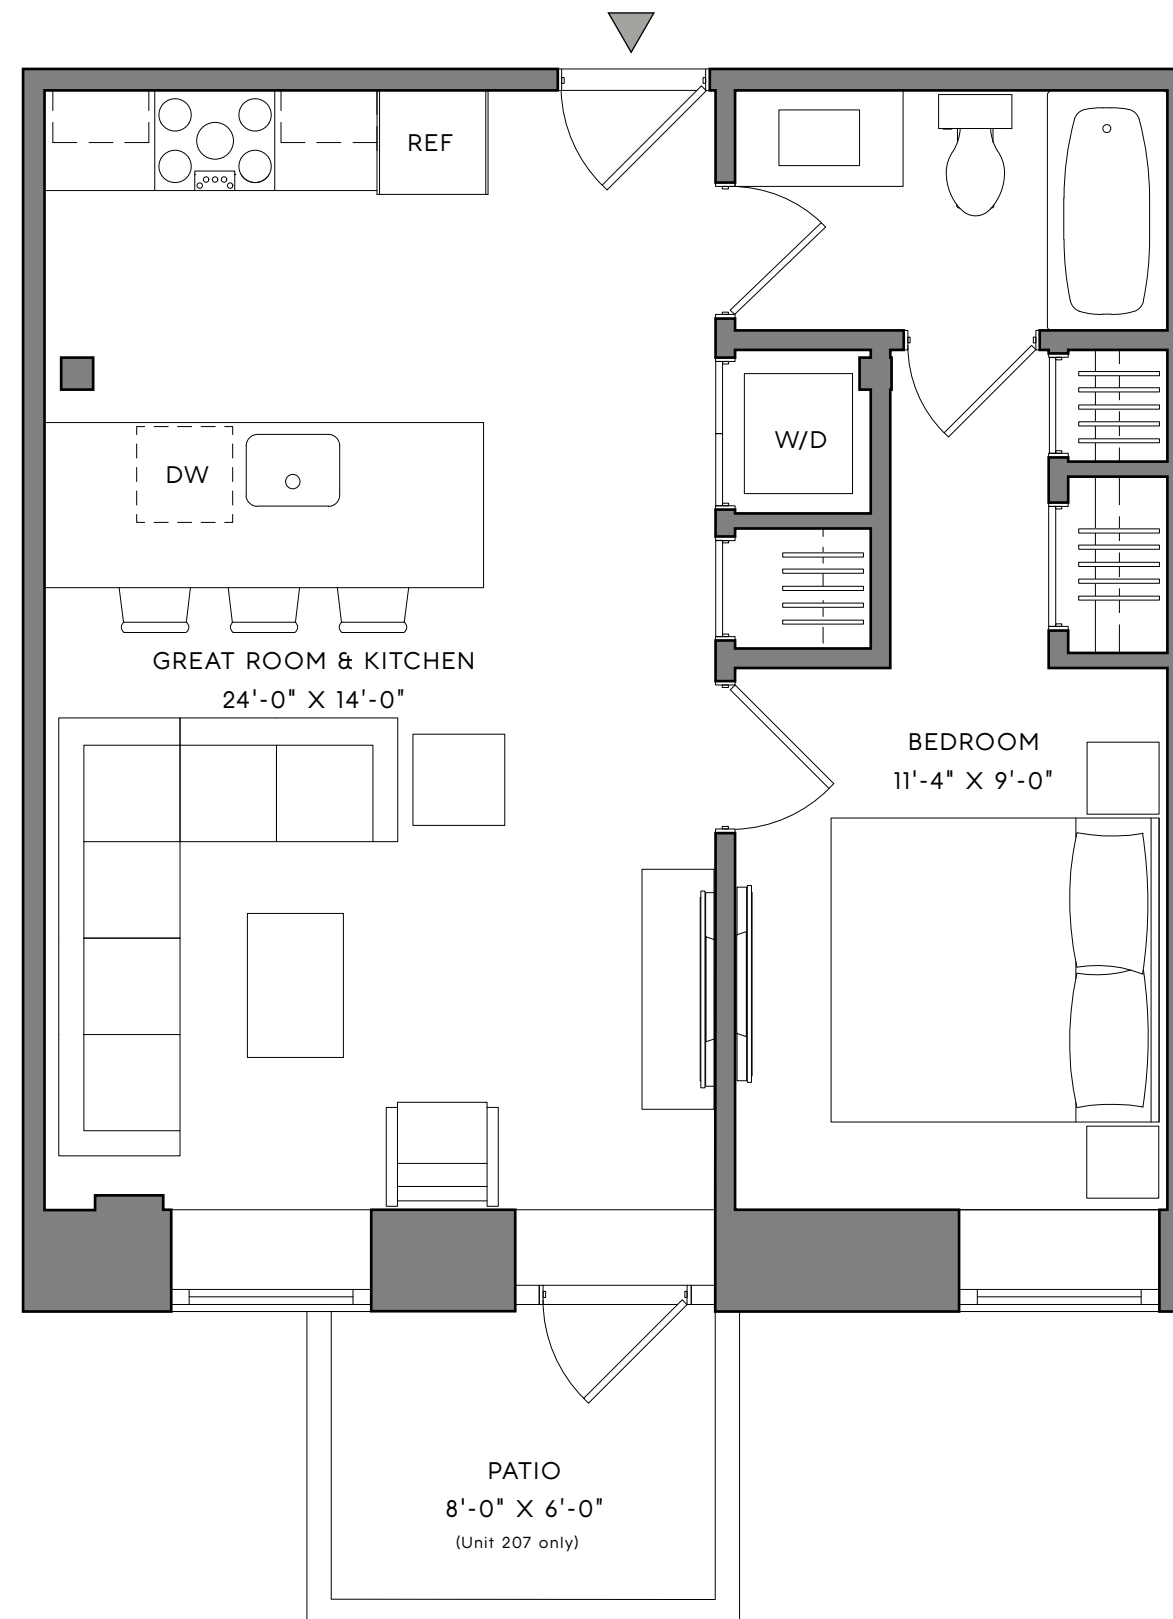 REF
DW
W/D
GREAT ROOM & KITCHEN
24'-0" X 14'-0"
BEDROOM
11'-4" X 9'-0"
PATIO
8'-0" X 6'-0"
(Unit 207 only)